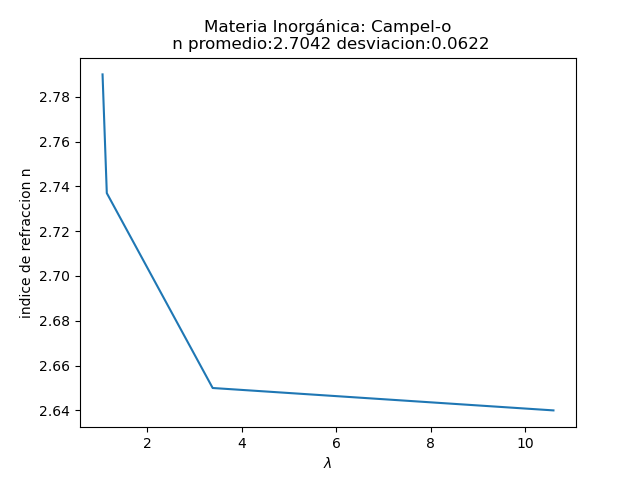 Materia Inorgánica: Campel-o
n promedio:2.7042 desviacion:0.0622
indice de refraccion n
2.78
2.76
2.74
2.72
2.70
2.68
2.66
2.64
2 4 6 8 10
λ